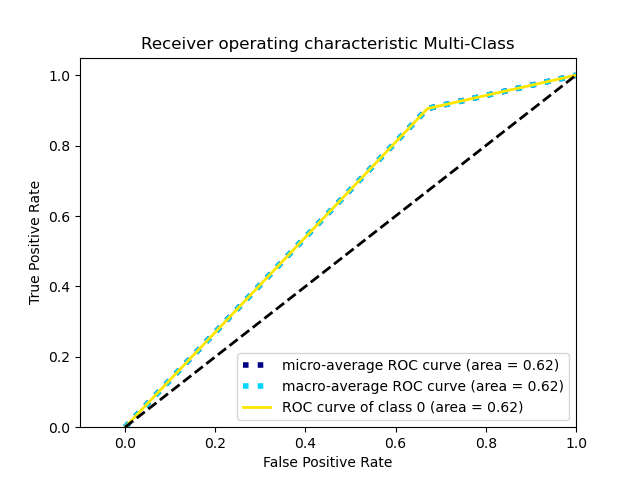 Receiver operating characteristic Multi-Class
1.0
0.8
0.6
0.4
0.2
0.0
True Positive Rate
micro-average ROC curve (area = 0.62)
macro-average ROC curve (area = 0.62)
ROC curve of class 0 (area = 0.62)
0.0 0.2 0.4 0.6 0.8 1.0
False Positive Rate